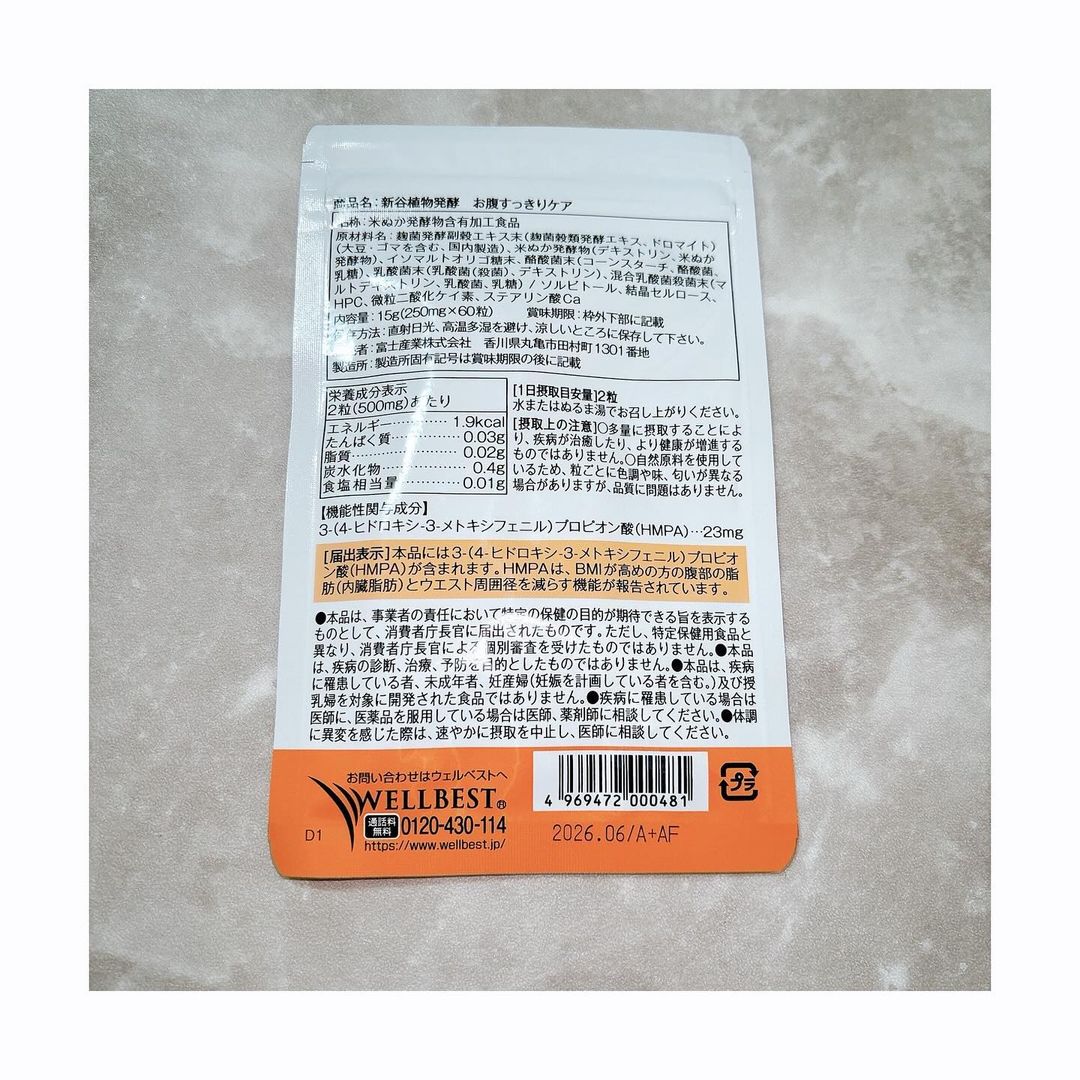 商品名：新谷植物発酵　お腹すっきりケア
名称：米ぬか発酵物含有加工食品
原材料名：麹菌発酵副穀エキス末（麹菌穀類発酵エキス、ドロマイト）
（大豆・ゴマを含む、国内製造）、米ぬか発酵物（デキストリン、米ぬか
発酵物）、イソマルトオリゴ糖末、酪酸菌末（コーンスターチ、酪酸菌、
乳糖）、乳酸菌末（乳酸菌（殺菌）、デキストリン）、混合乳酸菌殺菌末（マ
ルトデキストリン、乳酸菌、乳糖）／ソルビトール、結晶セルロース、
HPC、微粒二酸化ケイ素、ステアリン酸Ca
内容量：15g（250mg×60粒）　賞味期限：枠外下部に記載
保存方法：直射日光、高温多湿を避け、涼しいところに保存して下さい。
者：富士産業株式会社　香川県丸亀市田村町1301番地
製造所：製造所固有記号は賞味期限の後に記載
栄養成分表示
2粒（500mg）あたり
エネルギー…………1.9kcal
たんぱく質…………0.03g
脂質…………………0.02g
炭水化物……………0.4g
食塩相当量…………0.01g
［1日摂取目安量］2粒
水またはぬるま湯でお召し上がりください。
［摂取上の注意］○多量に摂取することによ
り、疾病が治癒したり、より健康が増進する
ものではありません。○自然原料を使用して
いるため、粒ごとに色調や味、匂いが異なる
場合がありますが、品質に問題はありません。
【機能性関与成分】
3-（4-ヒドロキシ-3-メトキシフェニル）プロピオン酸（HMPA）…23mg
［届出表示］本品には3-（4-ヒドロキシ-3-メトキシフェニル）プロピオ
ン酸（HMPA）が含まれます。HMPAは、BMIが高めの方の腹部の脂
肪（内臓脂肪）とウエスト周囲径を減らす機能が報告されています。
●本品は、事業者の責任において特定の保健の目的が期待できる旨を表示する
ものとして、消費者庁長官に届出されたものです。ただし、特定保健用食品と
異なり、消費者庁長官による個別審査を受けたものではありません。●本品
は、疾病の診断、治療、予防を目的としたものではありません。●本品は、疾病
に罹患している者、未成年者、妊産婦（妊娠を計画している者を含む。）及び授
乳婦を対象に開発された食品ではありません。●疾病に罹患している場合は
医師に、医薬品を服用している場合は医師、薬剤師に相談してください。●体調
に異変を感じた際は、速やかに摂取を中止し、医師に相談してください。
お問い合わせはウェルベストへ
WELLBEST®
通話料
無料
0120-430-114
https://www.wellbest.jp/
D1
4 969472 000481
2026.06/A+AF
プラ